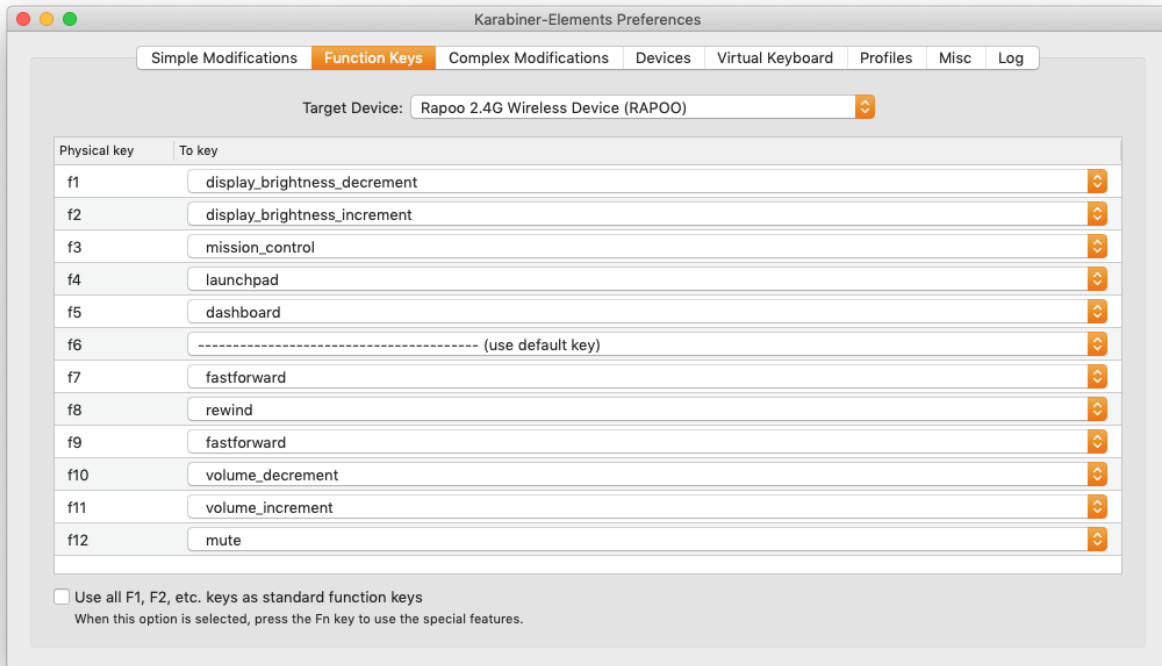 Karabiner-Elements Preferences
Simple Modifications Function Keys Complex Modifications Devices Virtual Keyboard Profiles Misc Log
Target Device: Rapoo 2.4G Wireless Device (RAPOO)
Physical key To key
f1 display_brightness_decrement
f2 display_brightness_increment
f3 mission_control
f4 launchpad
f5 dashboard
f6 ---------------------------------------- (use default key)
f7 fastforward
f8 rewind
f9 fastforward
f10 volume_decrement
f11 volume_increment
f12 mute
Use all F1, F2, etc. keys as standard function keys
When this option is selected, press the Fn key to use the special features.